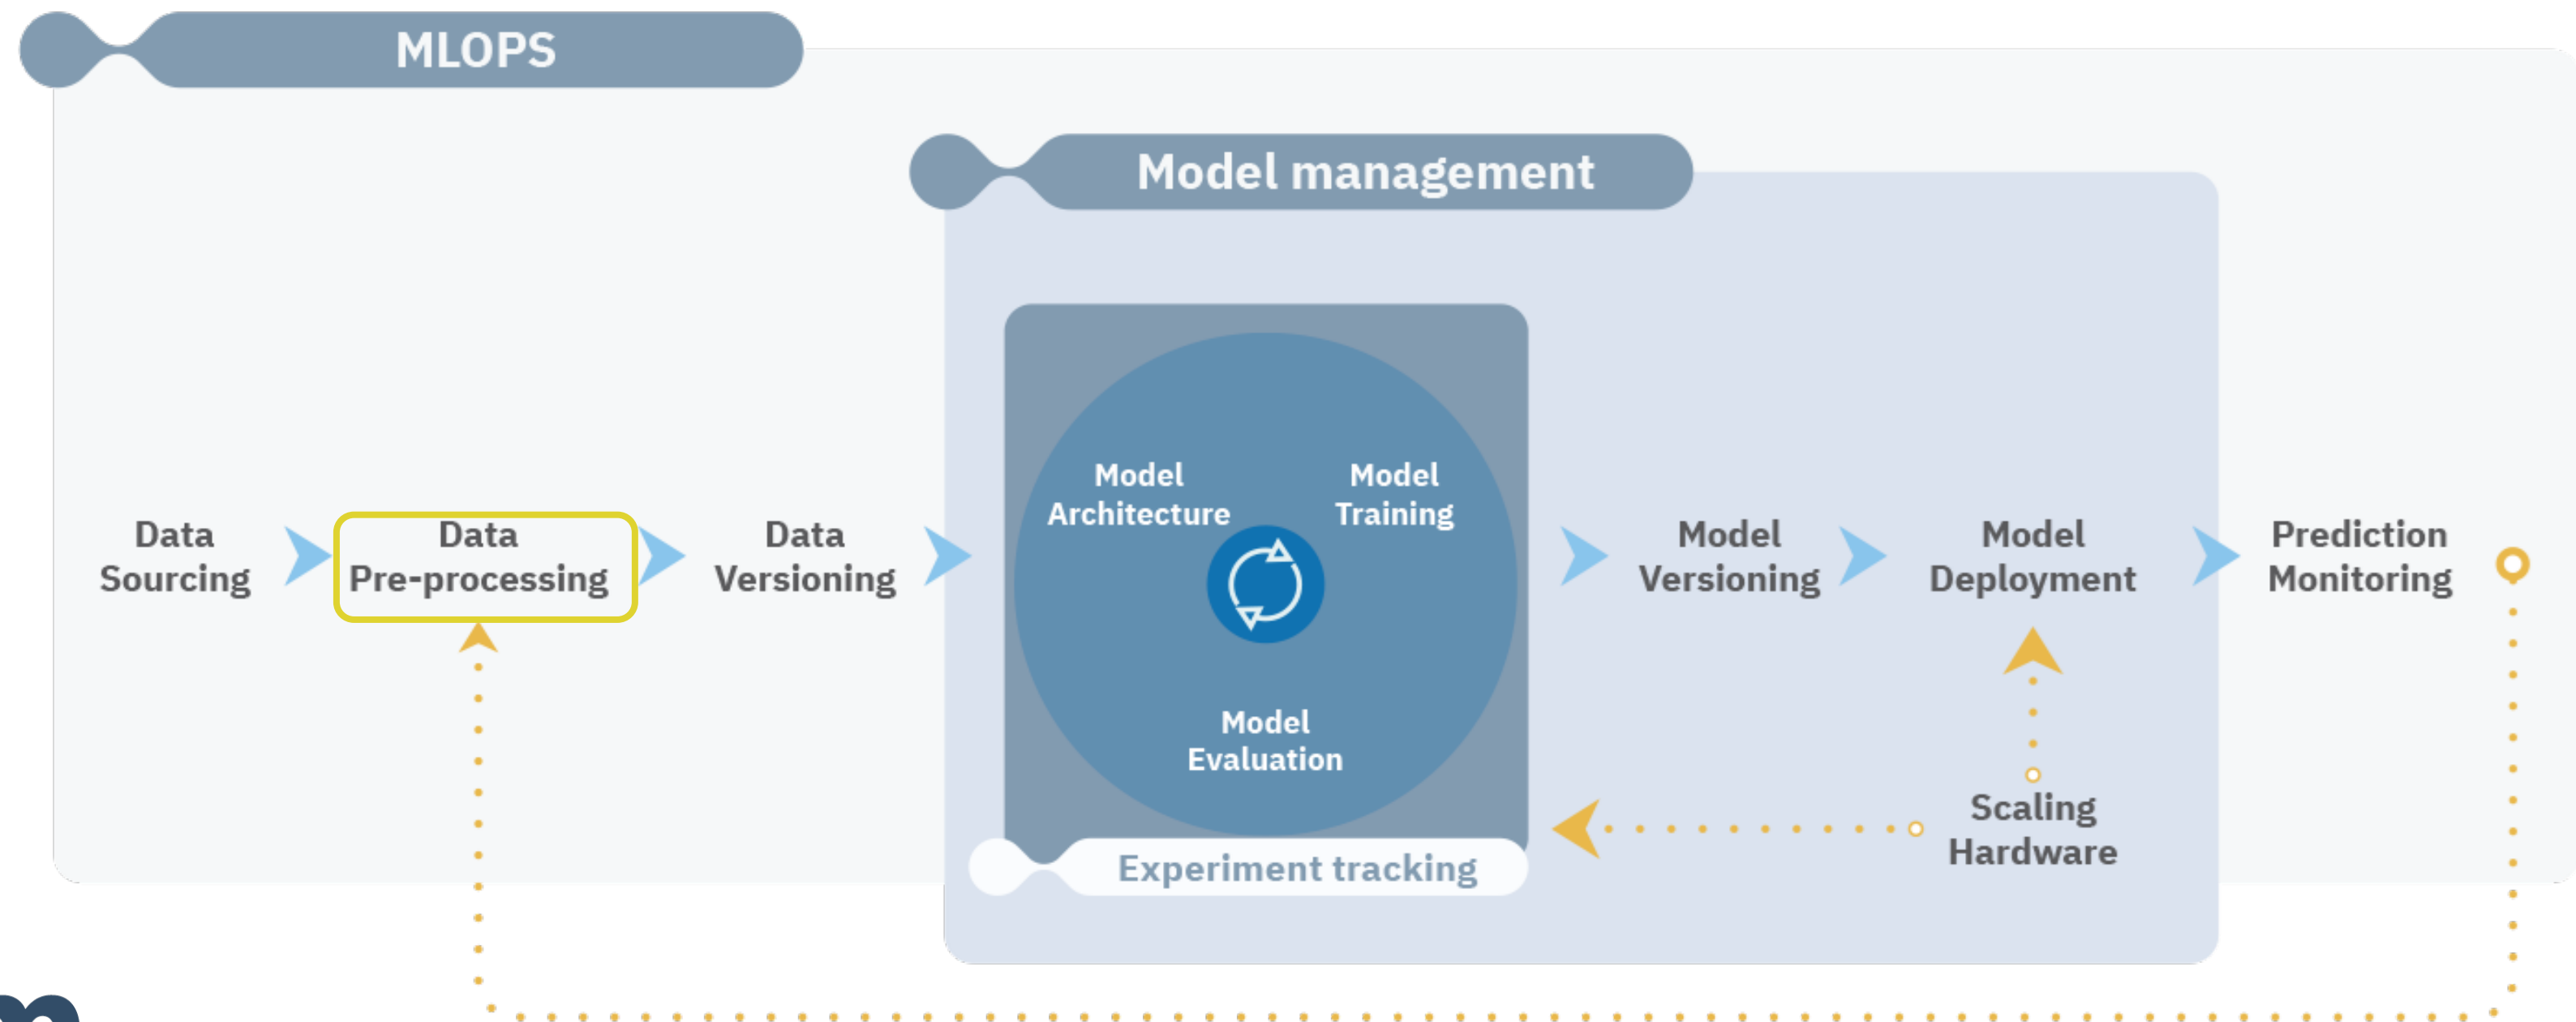 MLOPS
Model management
Data
Sourcing
Data
Pre-processing
Data
Versioning
Model
Architecture
Model
Training
Model
Evaluation
Experiment tracking
Model
Versioning
Model
Deployment
Scaling
Hardware
Prediction
Monitoring